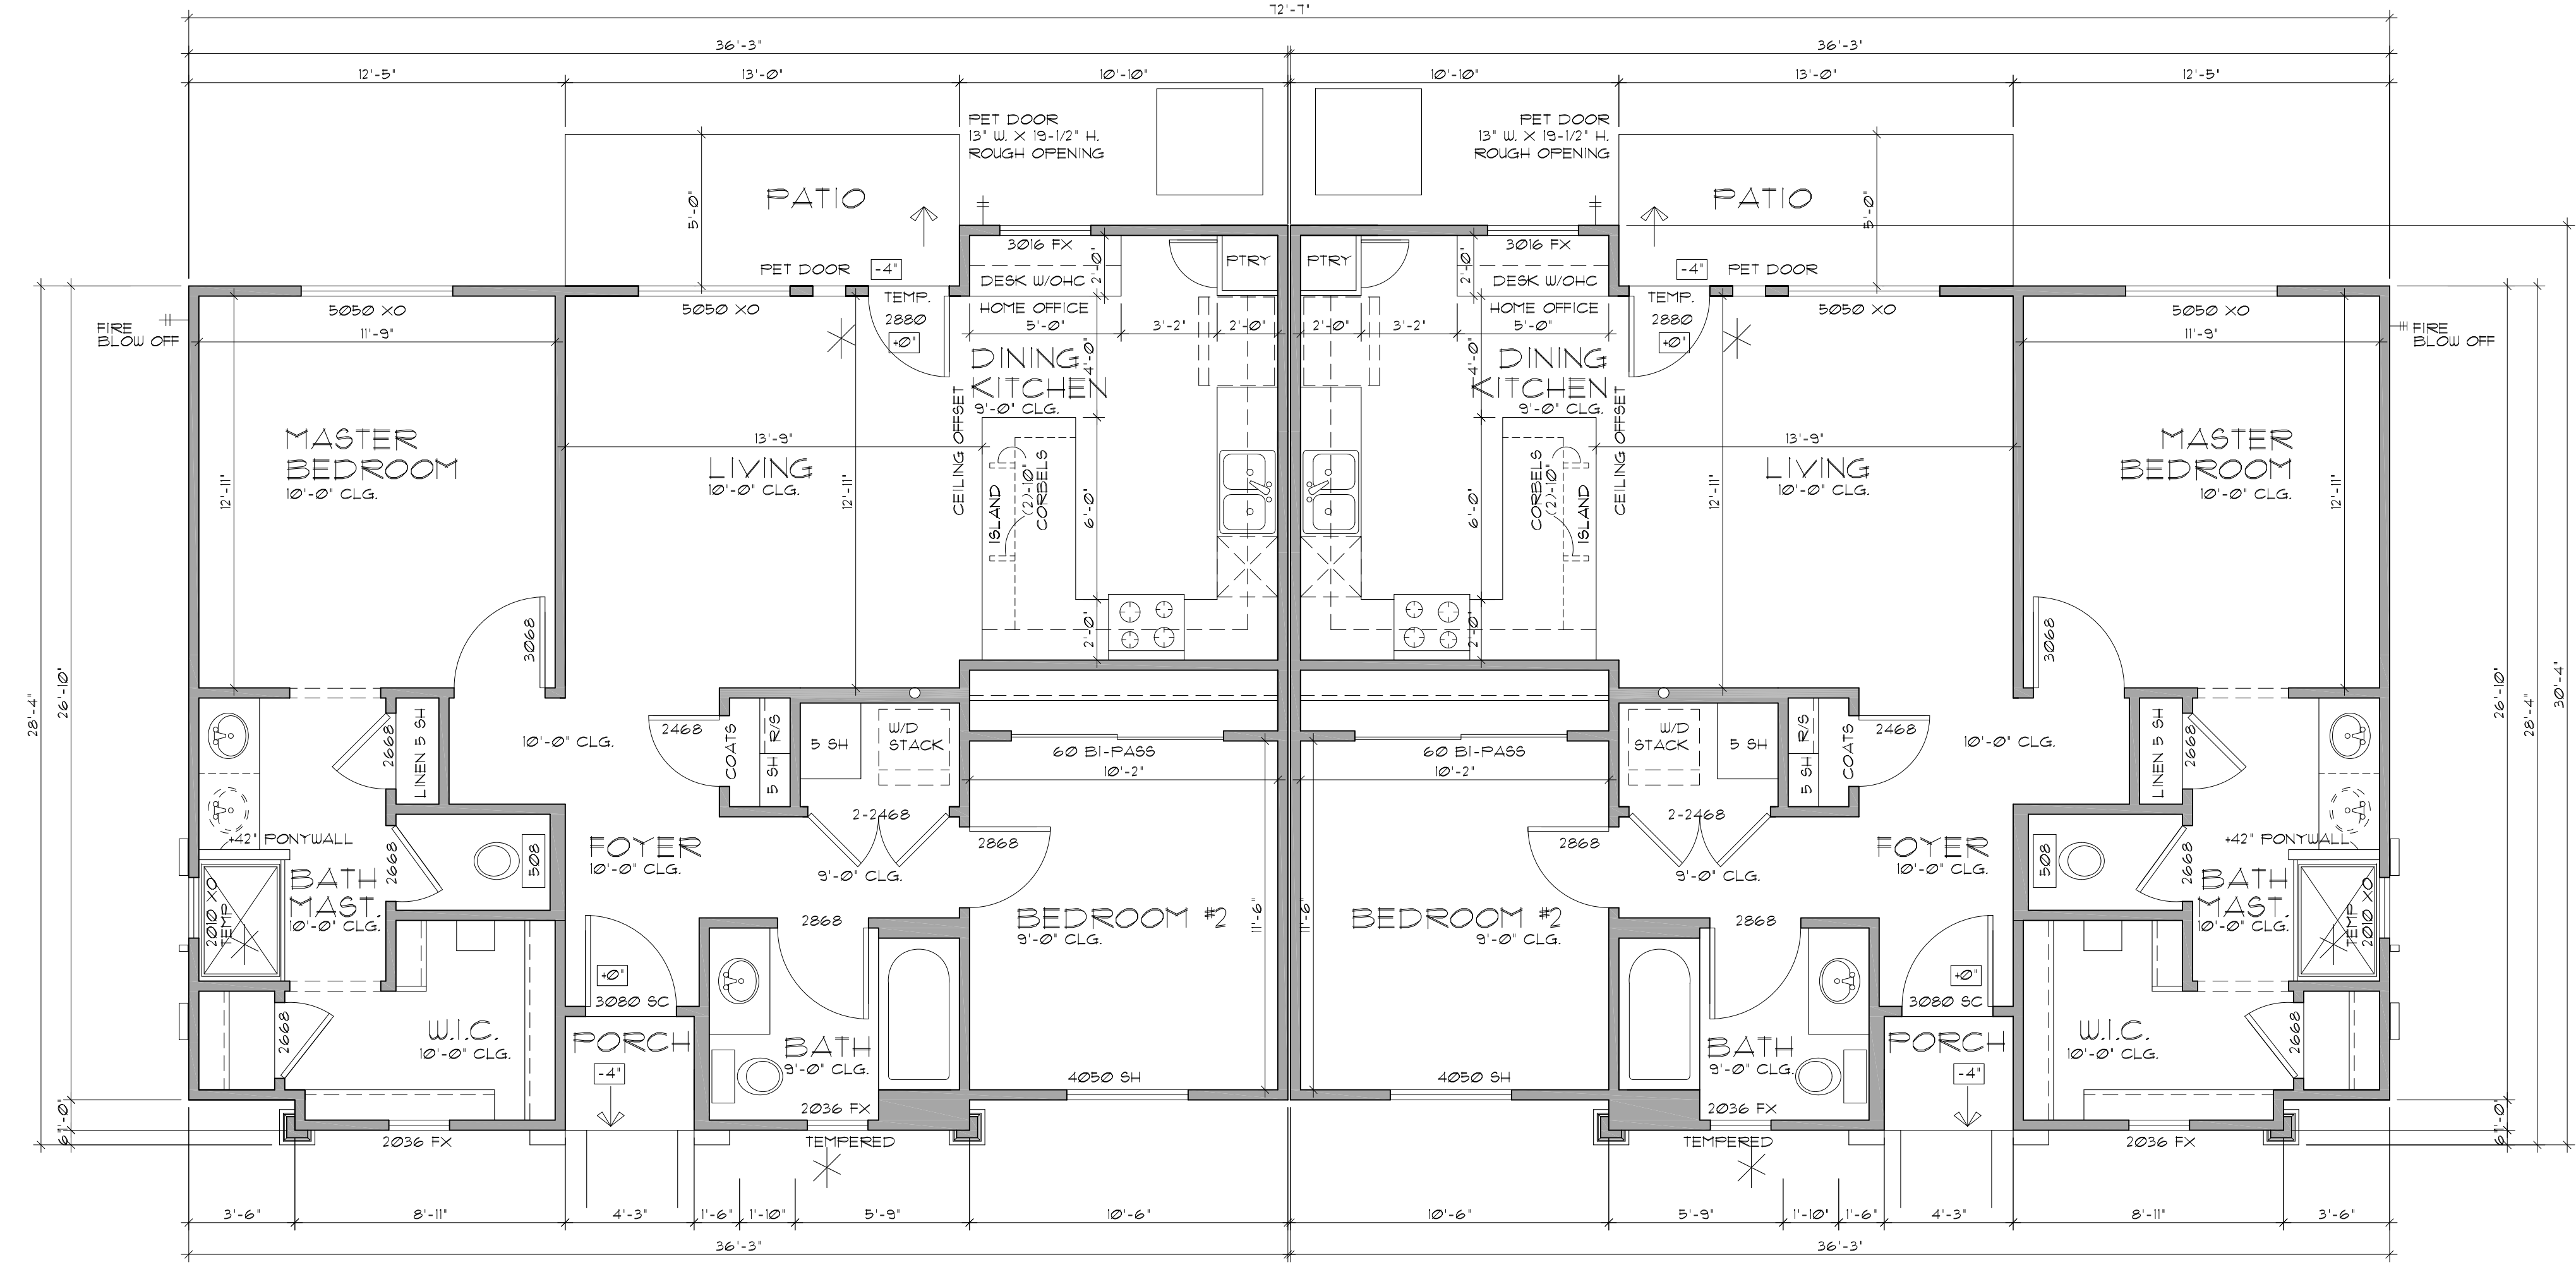 72'-7"
36'-3" 36'-3"
12'-5" 13'-0" 10'-10" 10'-10" 13'-0" 12'-5"
PET DOOR
13" W. X 19-1/2" H.
ROUGH OPENING
PET DOOR
13" W. X 19-1/2" H.
ROUGH OPENING
PATIO
5'-0"
PATIO
5'-0"
PET DOOR
-4"
3016 FX
DESK W/OHC
HOME OFFICE
2'-0"
PTRY
PTRY
3016 FX
DESK W/OHC
HOME OFFICE
2'-0"
-4"
PET DOOR
FIRE
BLOW OFF
5050 XO
11'-9"
5050 XO
TEMP.
2880
+0"
5'-0" 3'-2" 2'-0"
2'-0" 3'-2" 5'-0"
TEMP.
2880
+0"
5050 XO
5050 XO
11'-9"
FIRE
BLOW OFF
DINING
KITCHEN
9'-0" CLG.
4'-0"
DINING
KITCHEN
9'-0" CLG.
4'-0"
CEILING OFFSET
CEILING OFFSET
MASTER
BEDROOM
10'-0" CLG.
12'-11"
13'-9"
LIVING
10'-0" CLG.
12'-11"
ISLAND
(2)-10"
CORBELS
6'-0"
2'-0"
6'-0"
2'-0"
CORBELS
(2)-10"
ISLAND
13'-9"
LIVING
10'-0" CLG.
12'-11"
MASTER
BEDROOM
10'-0" CLG.
12'-11"
3068
3068
28'-4"
26'-10"
26'-10"
28'-4"
30'-4"
2668
LINEN 5 SH
10'-0" CLG.
2468
COATS
5 SH
R/S
5 SH
W/D
STACK
60 BI-PASS
10'-2"
60 BI-PASS
10'-2"
W/D
STACK
5 SH
R/S
5 SH
COATS
2468
10'-0" CLG.
LINEN 5 SH
2668
+42" PONYWALL
2668
508
FOYER
10'-0" CLG.
2-2468
9'-0" CLG.
2868
2868
2-2468
9'-0" CLG.
FOYER
10'-0" CLG.
508
2668
+42" PONYWALL
2010 XO
TEMP
BATH
MAST.
10'-0" CLG.
2868
BEDROOM #2
9'-0" CLG.
11'-6"
11'-6"
BEDROOM #2
9'-0" CLG.
2868
BATH
MAST.
10'-0" CLG.
TEMP
2010 XO
+0"
3080 SC
+0"
3080 SC
2668
W.I.C.
10'-0" CLG.
PORCH
-4"
BATH
9'-0" CLG.
4050 SH
4050 SH
BATH
9'-0" CLG.
PORCH
-4"
W.I.C.
10'-0" CLG.
2668
2036 FX
2036 FX
TEMPERED
2036 FX
TEMPERED
2036 FX
3'-6" 8'-11" 4'-3" 1'-6" 1'-10" 5'-9" 10'-6" 10'-6" 5'-9" 1'-10" 1'-6" 4'-3" 8'-11" 3'-6"
36'-3" 36'-3"